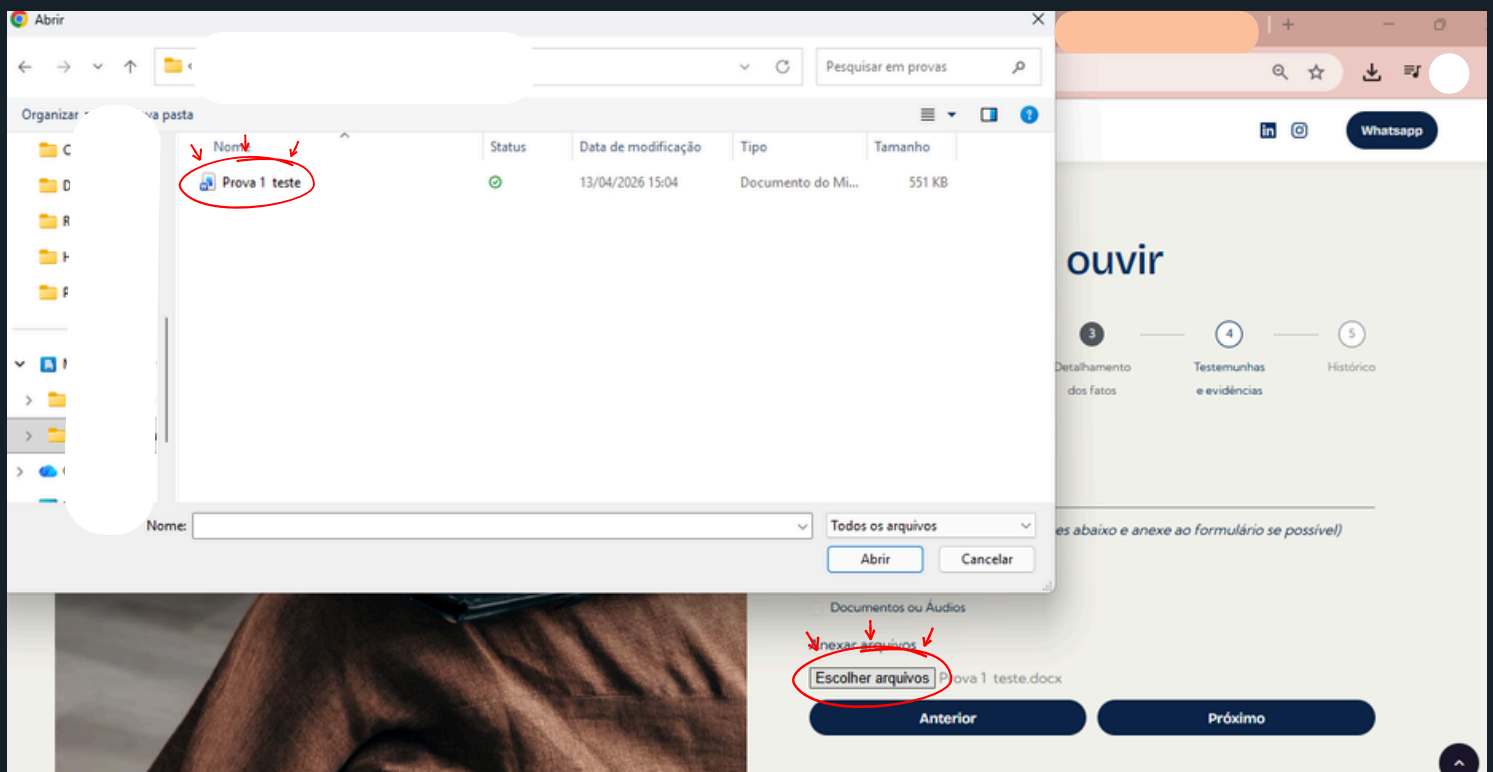 Abrir
Pesquisar em provas
Organizar
va pasta
Nome
Status
Data de modificação
Tipo
Tamanho
Prova 1 teste
13/04/2026 15:04
Documento do Mi...
551 KB
C
D
R
H
P
Nome:
Todos os arquivos
Abrir
Cancelar
in
Whatsapp
ouvir
3
4
5
Detalhamento
dos fatos
Testemunhas
e evidências
Histórico
es abaixo e anexe ao formulário se possível)
Documentos ou Áudios
Anexar arquivos
Escolher arquivos Prova 1 teste.docx
Anterior
Próximo